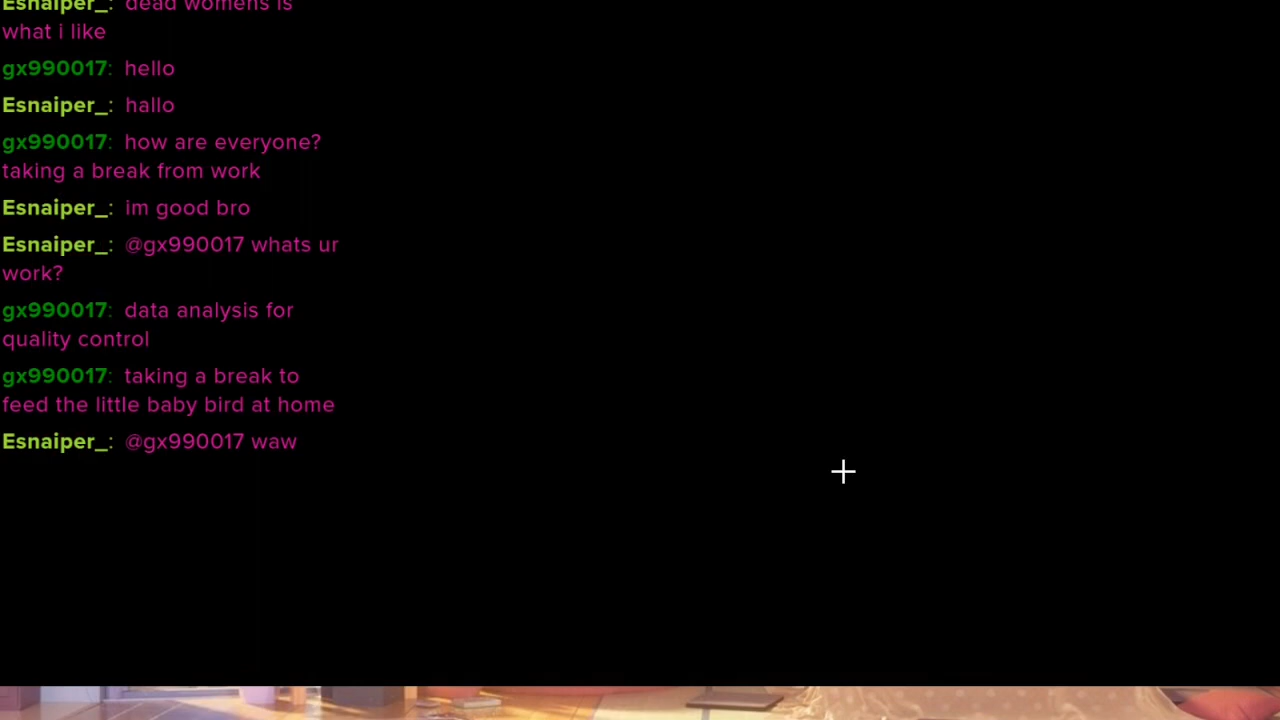 Esnaiper_: dead womens is
what i like
gx990017: hello
Esnaiper_: hallo
gx990017: how are everyone?
taking a break from work
Esnaiper_: im good bro
Esnaiper_: @gx990017 whats ur
work?
gx990017: data analysis for
quality control
gx990017: taking a break to
feed the little baby bird at home
Esnaiper_: @gx990017 waw